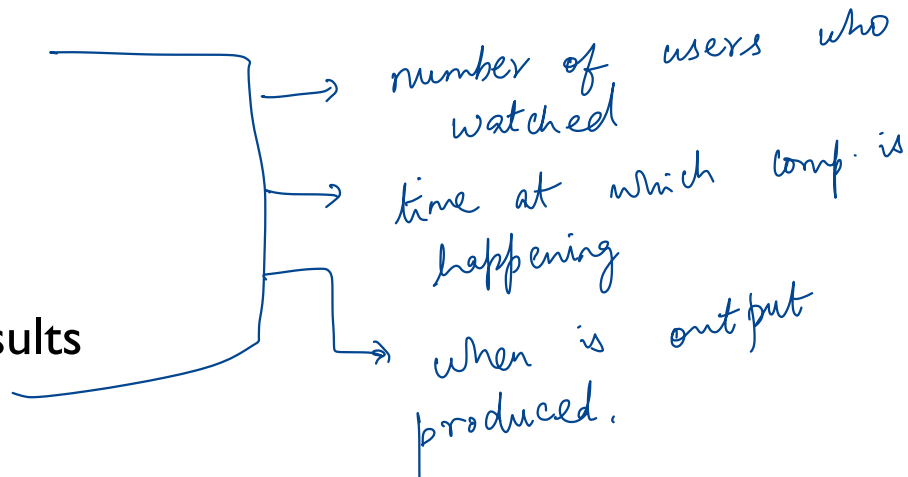 number of users who
watched
time at which comp. is
happening
sults
when is output
produced.